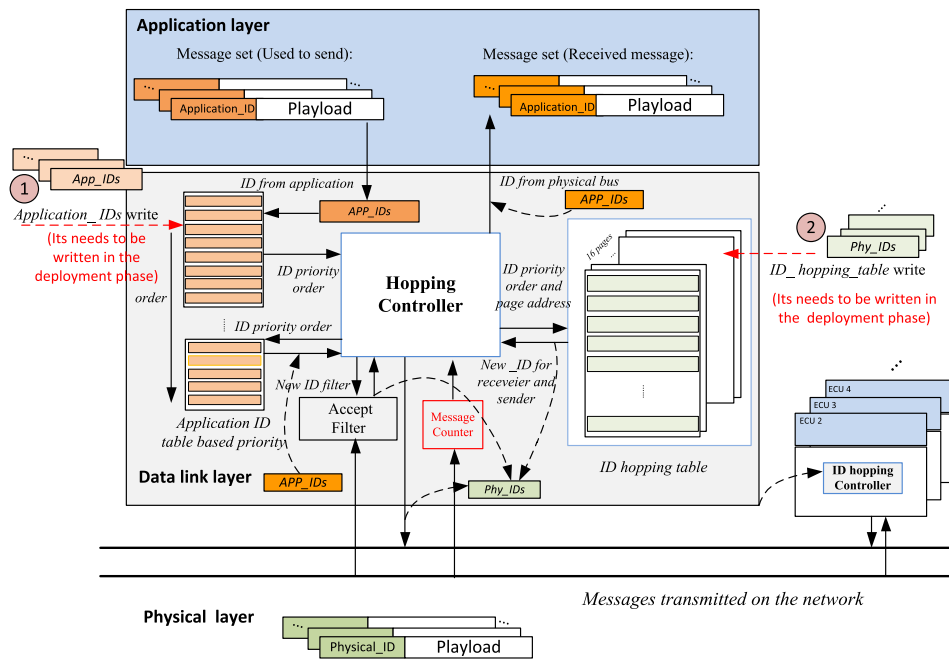 Application layer
Message set (Used to send):
Message set (Received message):
...
...
Application_ID
Playload
...
...
Application_ID
Playload
...
App_IDs
1
Application_ IDs write
(Its needs to be
written in the
deployment phase)
order
ID from application
APP_IDs
ID from physical bus
APP_IDs
ID priority
order
Hopping
Controller
ID priority
order and
page address
16 pages
...
...
2
Phy_IDs
ID_ hopping_table write
(Its needs to be written in
the deployment phase)
ID priority order
New ID filter
New _ID for
receveier and
sender
Accept
Filter
Message
Counter
Application ID
table based priority
ID hopping table
Data link layer
APP_IDs
Phy_IDs
...
ECU 4
ECU 3
ECU 2
ID hopping
Controller
Messages transmitted on the network
Physical layer
...
...
Physical_ID
Playload